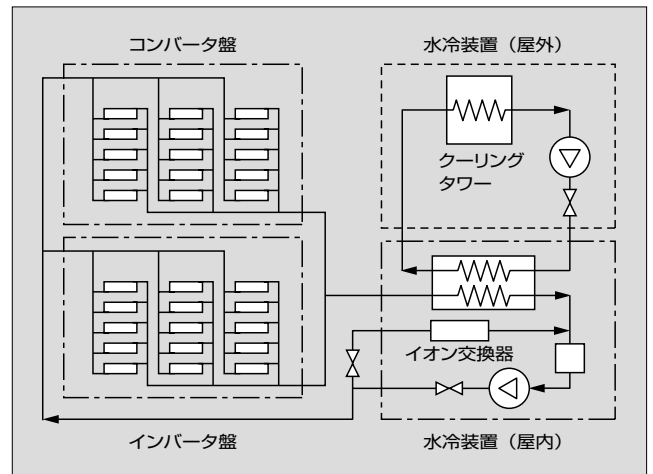 コンバータ盤
水冷装置（屋外）
クーリング
タワー
イオン交換器
インバータ盤
水冷装置（屋内）